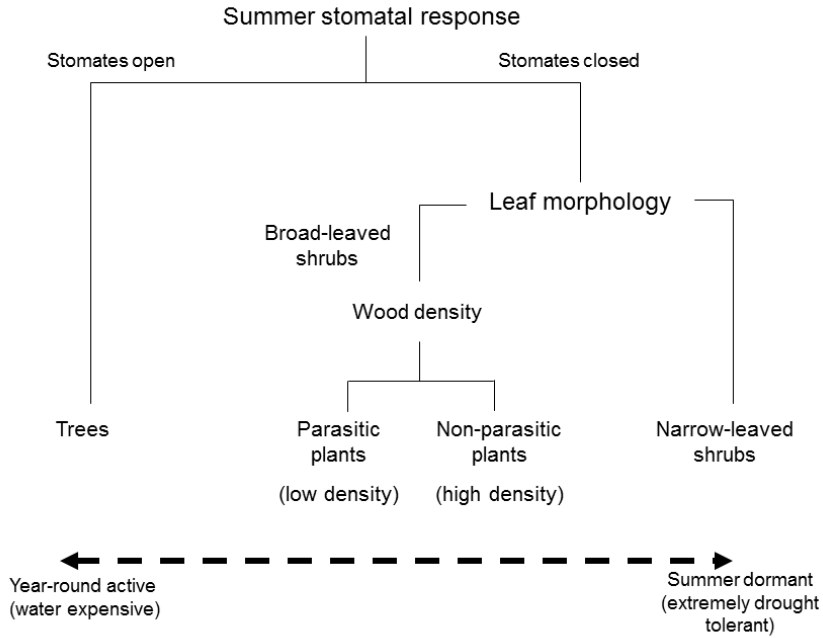 Summer stomatal response
Stomates open
Stomates closed
Leaf morphology
Broad-leaved
shrubs
Wood density
Trees
Parasitic
plants
(low density)
Non-parasitic
plants
(high density)
Narrow-leaved
shrubs
Year-round active
(water expensive)
Summer dormant
(extremely drought
tolerant)